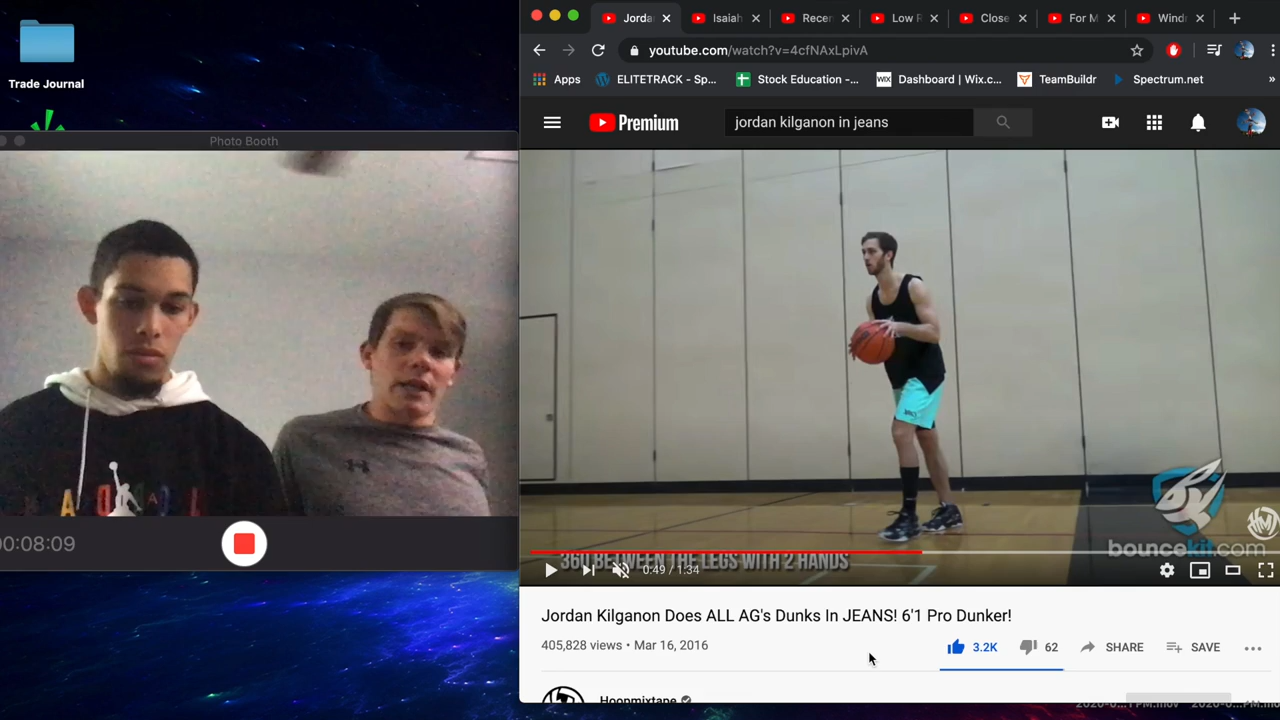 Trade Journal
Photo Booth
00:08:09
Jorda
Isaiah
Recen
Low R
Close
For M
Windm
youtube.com/watch?v=4cfNAxLpivA
Apps
ELITETRACK - Sp...
Stock Education -...
WIX
Dashboard | Wix.c...
TeamBuildr
Spectrum.net
»
Premium
jordan kilganon in jeans
bouncekit.com
360 BETWEEN THE LEGS WITH 2 HANDS
0:49 / 1:34
Jordan Kilganon Does ALL AG's Dunks In JEANS! 6'1 Pro Dunker!
405,828 views • Mar 16, 2016
3.2K
62
SHARE
SAVE
Hoopmixtape